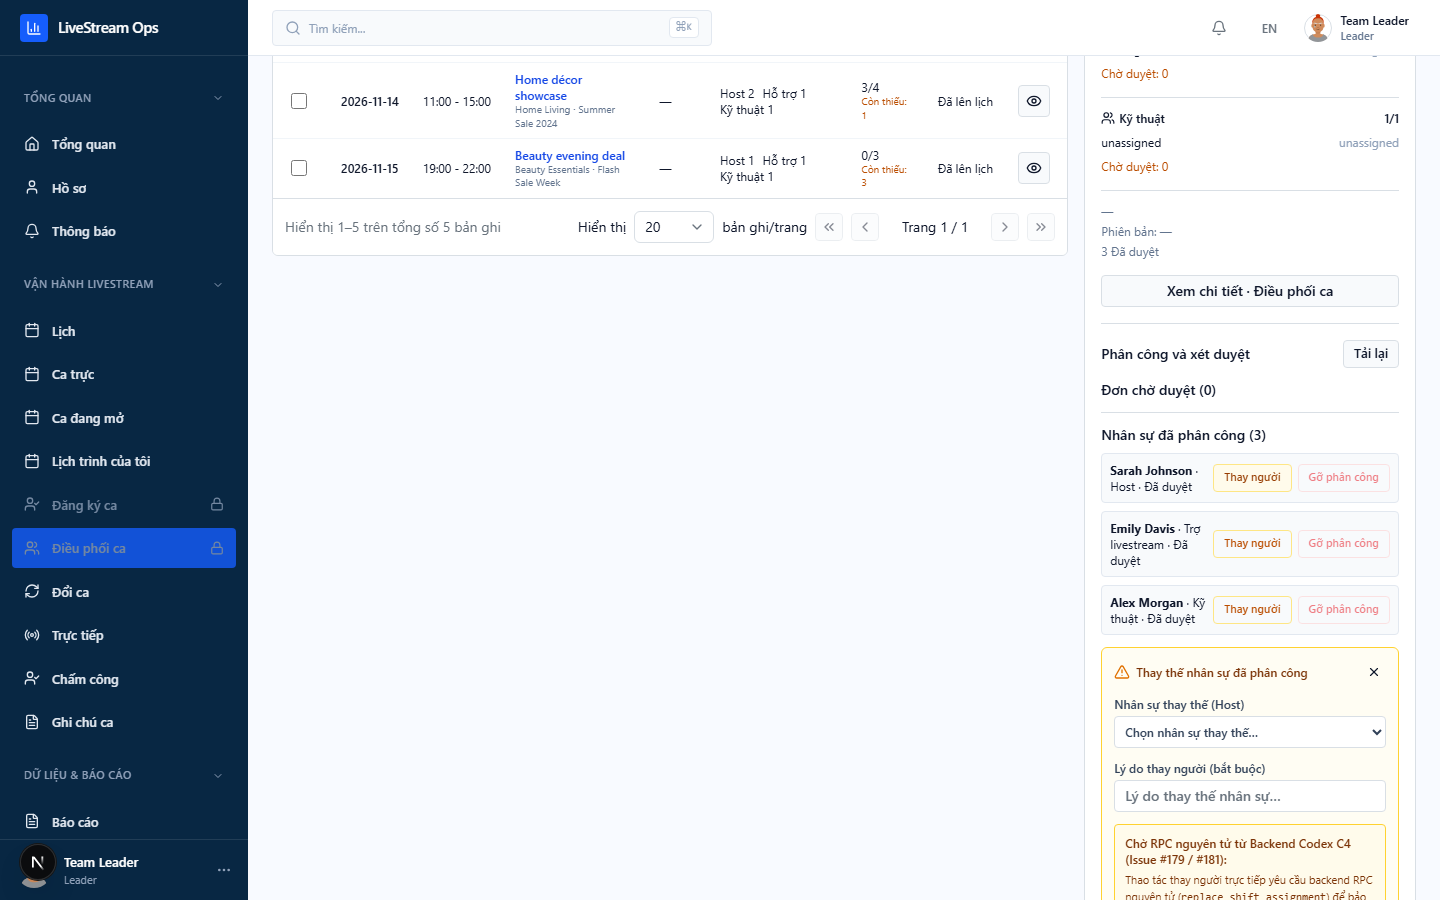 LiveStream Ops
Tìm kiếm...
⌘K
EN
Team Leader
Leader
TỔNG QUAN
Tổng quan
Hồ sơ
Thông báo
VẬN HÀNH LIVESTREAM
Lịch
Ca trực
Ca đang mở
Lịch trình của tôi
Đăng ký ca
Điều phối ca
Đổi ca
Trực tiếp
Chấm công
Ghi chú ca
DỮ LIỆU & BÁO CÁO
Báo cáo
N
Team Leader
Leader
2026-11-14
11:00 - 15:00
Home décor
showcase
Home Living · Summer
Sale 2024
—
Host 2 Hỗ trợ 1
Kỹ thuật 1
3/4
Còn thiếu:
1
Đã lên lịch
2026-11-15
19:00 - 22:00
Beauty evening deal
Beauty Essentials · Flash
Sale Week
—
Host 1 Hỗ trợ 1
Kỹ thuật 1
0/3
Còn thiếu:
3
Đã lên lịch
Hiển thị 1–5 trên tổng số 5 bản ghi
Hiển thị 20 bản ghi/trang
Trang 1 / 1
Chờ duyệt: 0
Kỹ thuật 1/1
unassigned unassigned
Chờ duyệt: 0
—
Phiên bản: —
3 Đã duyệt
Xem chi tiết · Điều phối ca
Phân công và xét duyệt
Tải lại
Đơn chờ duyệt (0)
Nhân sự đã phân công (3)
Sarah Johnson ·
Host · Đã duyệt
Thay người
Gỡ phân công
Emily Davis · Trợ
livestream · Đã
duyệt
Thay người
Gỡ phân công
Alex Morgan · Kỹ
thuật · Đã duyệt
Thay người
Gỡ phân công
Thay thế nhân sự đã phân công
Nhân sự thay thế (Host)
Chọn nhân sự thay thế...
Lý do thay người (bắt buộc)
Lý do thay thế nhân sự...
Chờ RPC nguyên tử từ Backend Codex C4
(Issue #179 / #181):
Thao tác thay người trực tiếp yêu cầu backend RPC
nguyên tử (replace_shift_assignment) để bảo